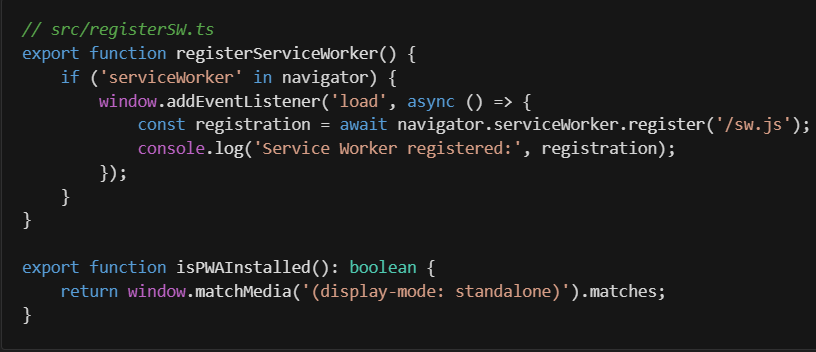 // src/registerSW.ts
export function registerServiceWorker() {
    if ('serviceWorker' in navigator) {
        window.addEventListener('load', async () => {
            const registration = await navigator.serviceWorker.register('/sw.js');
            console.log('Service Worker registered:', registration);
        });
    }
}

export function isPWAInstalled(): boolean {
    return window.matchMedia('(display-mode: standalone)').matches;
}